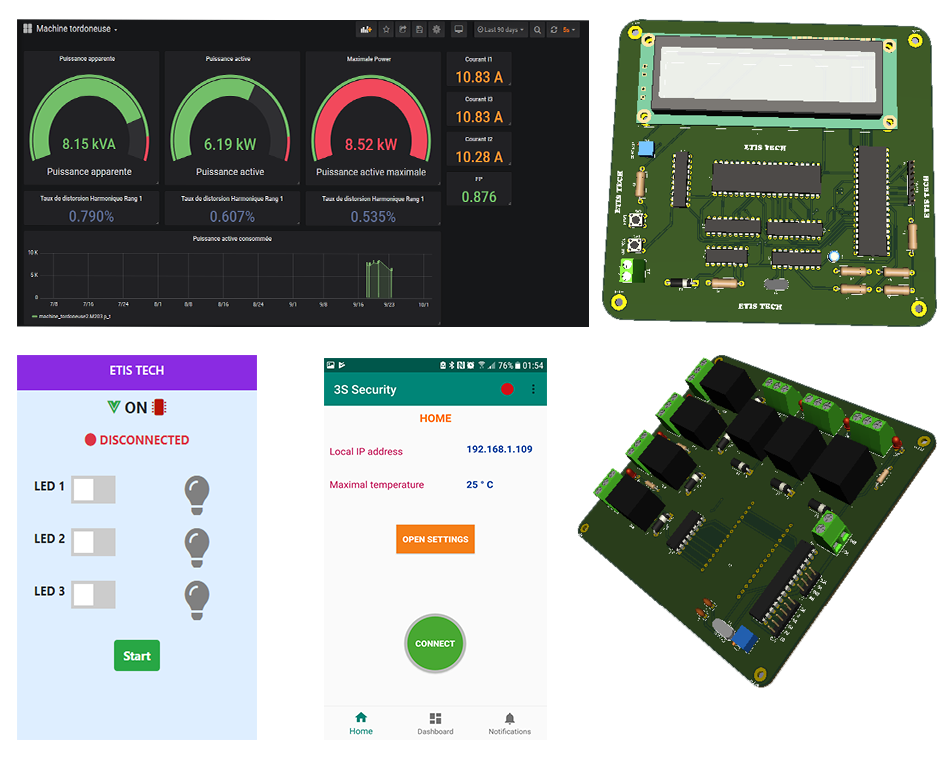 Machine tordoneuse
Last 90 days
5s
Puissance apparente
8.15 kVA
Puissance apparente
Puissance active
6.19 kW
Puissance active
Maximale Power
8.52 kW
Puissance active maximale
Courant I1
10.83 A
Courant I3
10.83 A
Courant I2
10.28 A
FP
0.876
Taux de distorsion Harmonique Rang 1
0.790%
Taux de distorsion Harmonique Rang 1
0.607%
Taux de distorsion Harmonique Rang 1
0.535%
Puissance active consommée
10 K
5 K
0
7/8 7/16 7/24 8/1 8/8 8/16 8/24 9/1 9/8 9/16 9/23 10/1
machine_tordoneuse2.M203.p_t
ETIS TECH
ETIS TECH
ETIS TECH
ETIS TECH
ETIS TECH
ON
DISCONNECTED
LED 1
LED 2
LED 3
Start
76% 01:54
3S Security
HOME
Local IP address 192.168.1.109
Maximal temperature 25 ° C
OPEN SETTINGS
CONNECT
Home Dashboard Notifications